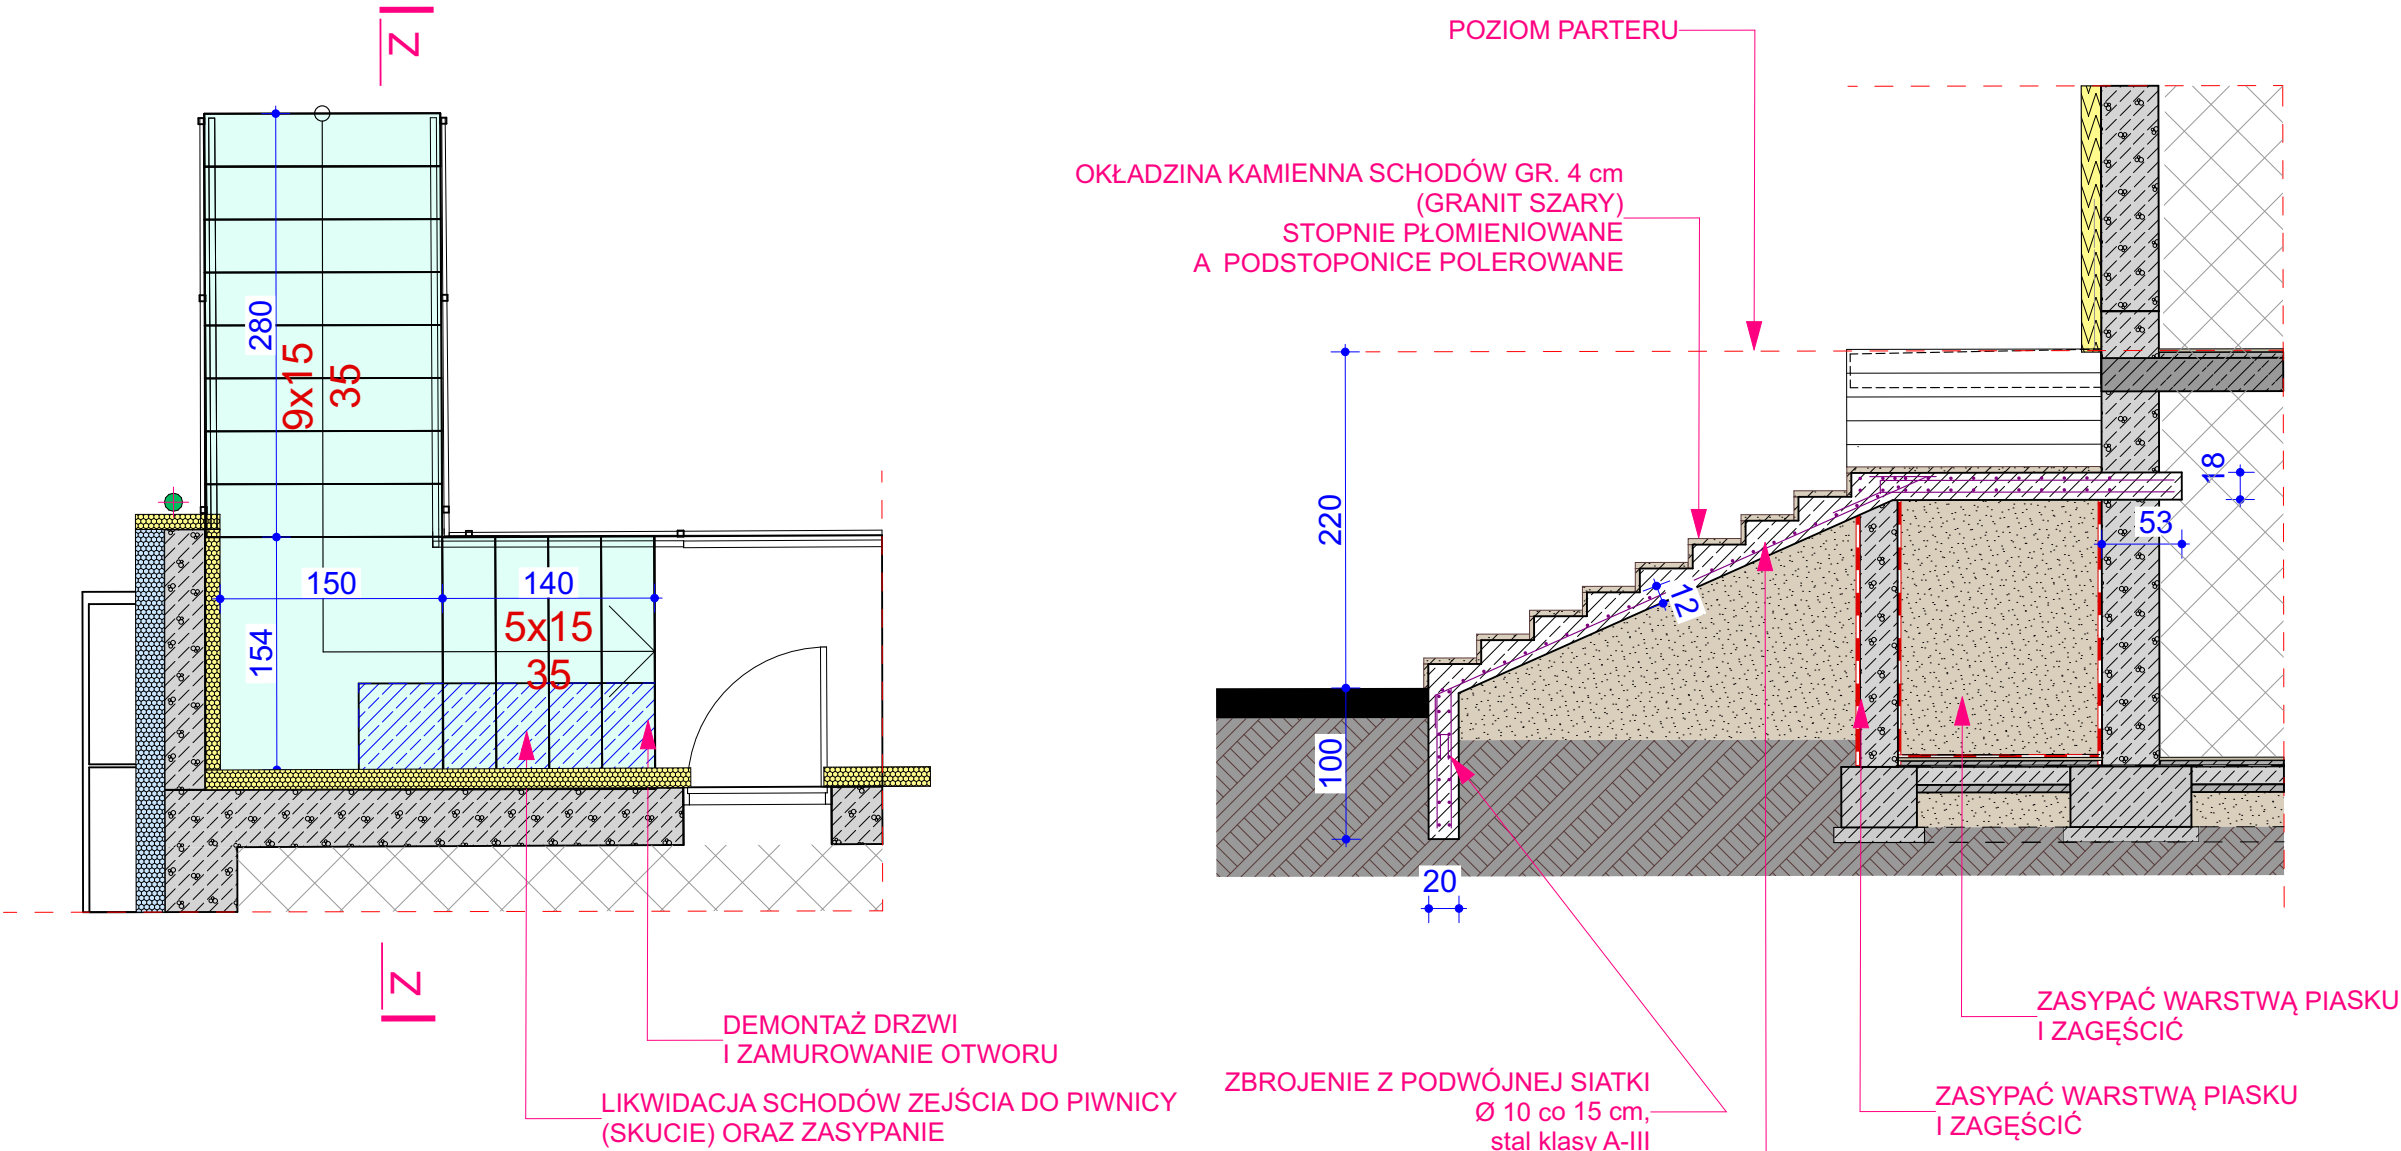 Z
280
9x15
35
150
140
5x15
35
154
Z
DEMONTAŻ DRZWI
I ZAMUROWANIE OTWORU
LIKWIDACJA SCHODÓW ZEJŚCIA DO PIWNICY
(SKUCIE) ORAZ ZASYPANIE
POZIOM PARTERU
OKŁADZINA KAMIENNA SCHODÓW GR. 4 cm
(GRANIT SZARY)
STOPNIE PŁOMIENIOWANE
A PODSTOPONICE POLEROWANE
220
18
53
12
100
20
ZASYPAĆ WARSTWĄ PIASKU
I ZAGĘŚCIĆ
ZBROJENIE Z PODWÓJNEJ SIATKI
Ø 10 co 15 cm,
stal klasy A-III
ZASYPAĆ WARSTWĄ PIASKU
I ZAGĘŚCIĆ